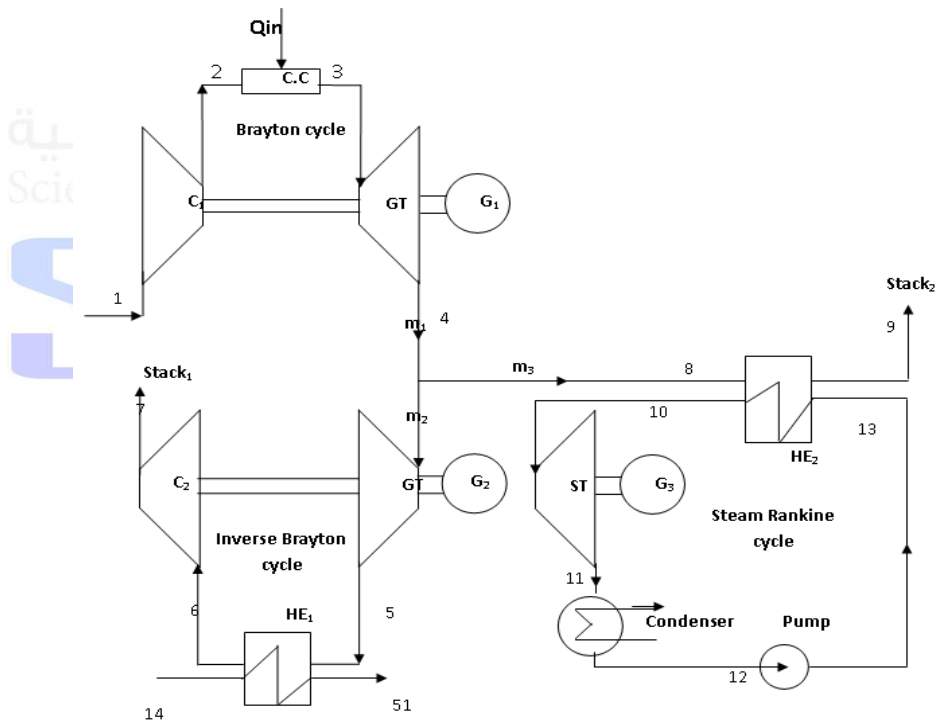 Qin
2
C.C
3
Brayton cycle
ية
Scie
C1
GT
G1
1
m1
4
Stack2
9
Stack1
m3
8
7
m2
10
13
HE2
C2
GT
G2
ST
G3
Inverse Brayton
cycle
Steam Rankine
cycle
6
HE1
5
11
Condenser
Pump
12
14
51